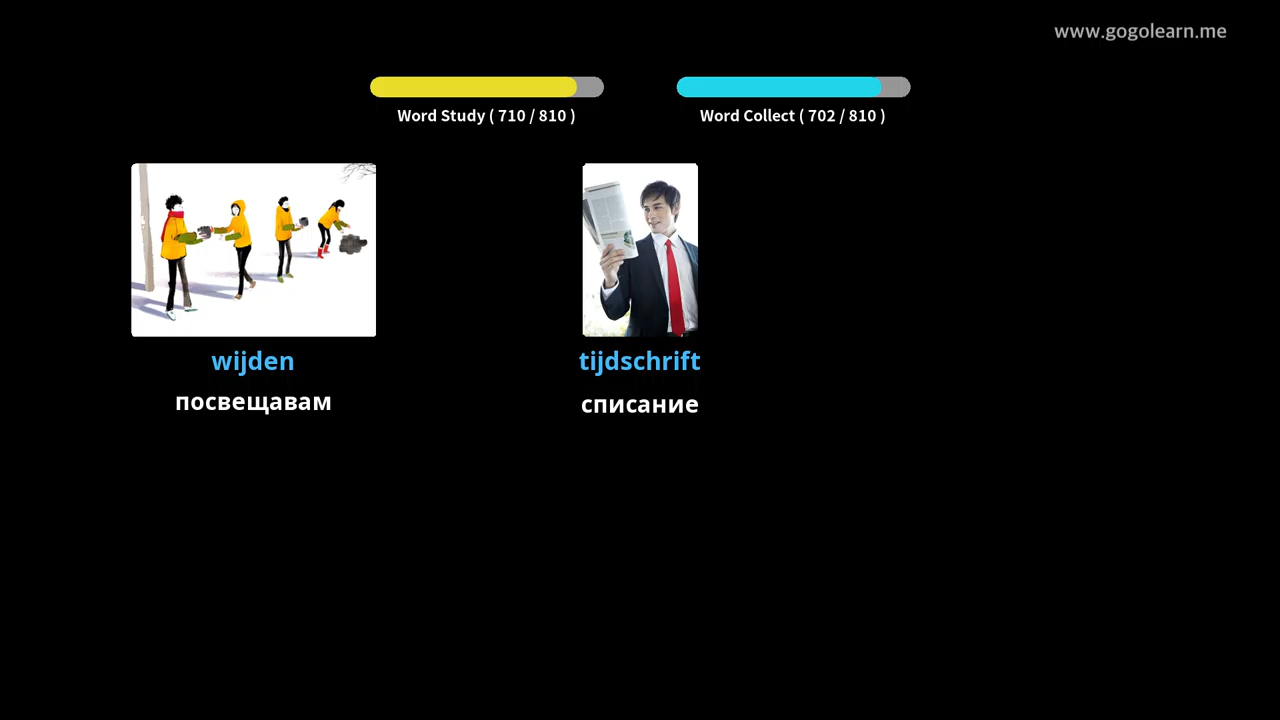 www.gogolearn.me
Word Study ( 710 / 810 )
Word Collect ( 702 / 810 )
wijden
посвещавам
tijdschrift
списание